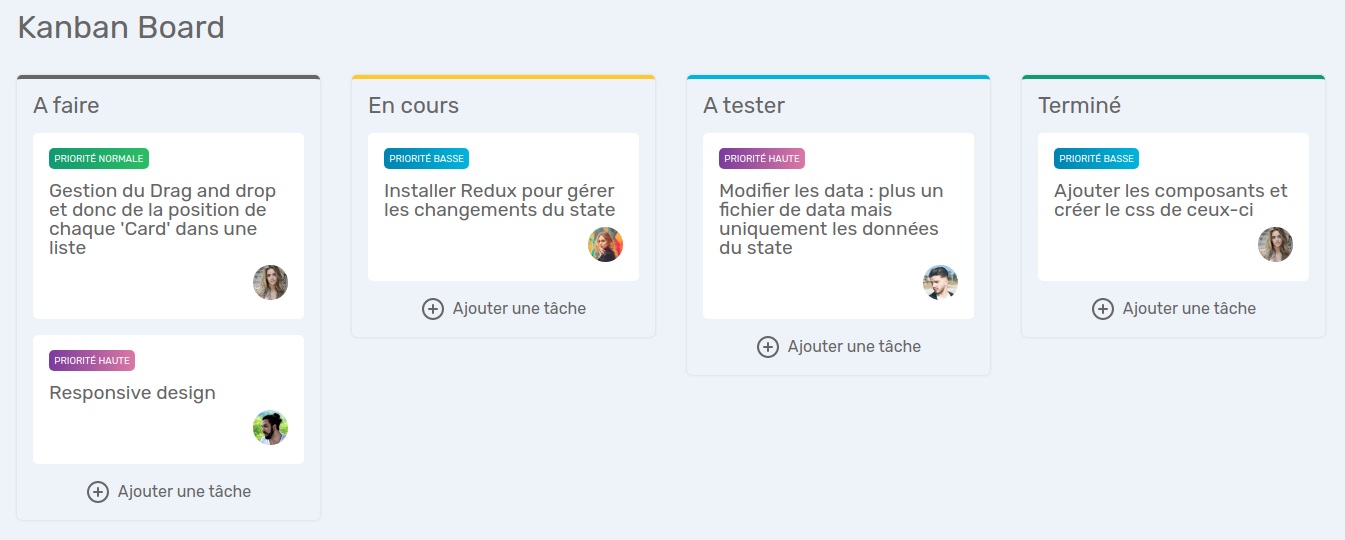 Kanban Board
A faire
PRIORITÉ NORMALE
Gestion du Drag and drop
et donc de la position de
chaque 'Card' dans une
liste
PRIORITÉ HAUTE
Responsive design
Ajouter une tâche
En cours
PRIORITÉ BASSE
Installer Redux pour gérer
les changements du state
Ajouter une tâche
A tester
PRIORITÉ HAUTE
Modifier les data : plus un
fichier de data mais
uniquement les données
du state
Ajouter une tâche
Terminé
PRIORITÉ BASSE
Ajouter les composants et
créer le css de ceux-ci
Ajouter une tâche